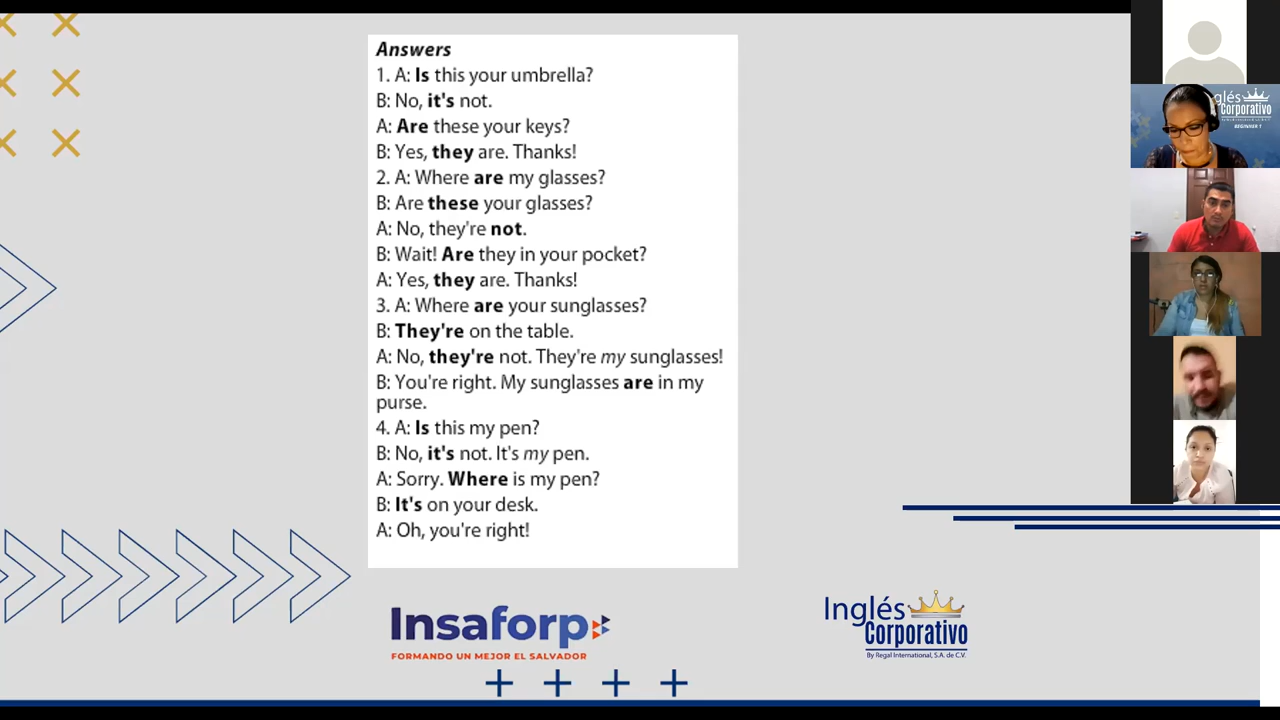 Answers
1. A: Is this your umbrella?
B: No, it's not.
A: Are these your keys?
B: Yes, they are. Thanks!
2. A: Where are my glasses?
B: Are these your glasses?
A: No, they're not.
B: Wait! Are they in your pocket?
A: Yes, they are. Thanks!
3. A: Where are your sunglasses?
B: They're on the table.
A: No, they're not. They're my sunglasses!
B: You're right. My sunglasses are in my
purse.
4. A: Is this my pen?
B: No, it's not. It's my pen.
A: Sorry. Where is my pen?
B: It's on your desk.
A: Oh, you're right!
Insaforp
FORMANDO UN MEJOR EL SALVADOR
Inglés
Corporativo
By Regal International, S.A. de C.V.
glés
Corporativo
BEGINNER 1